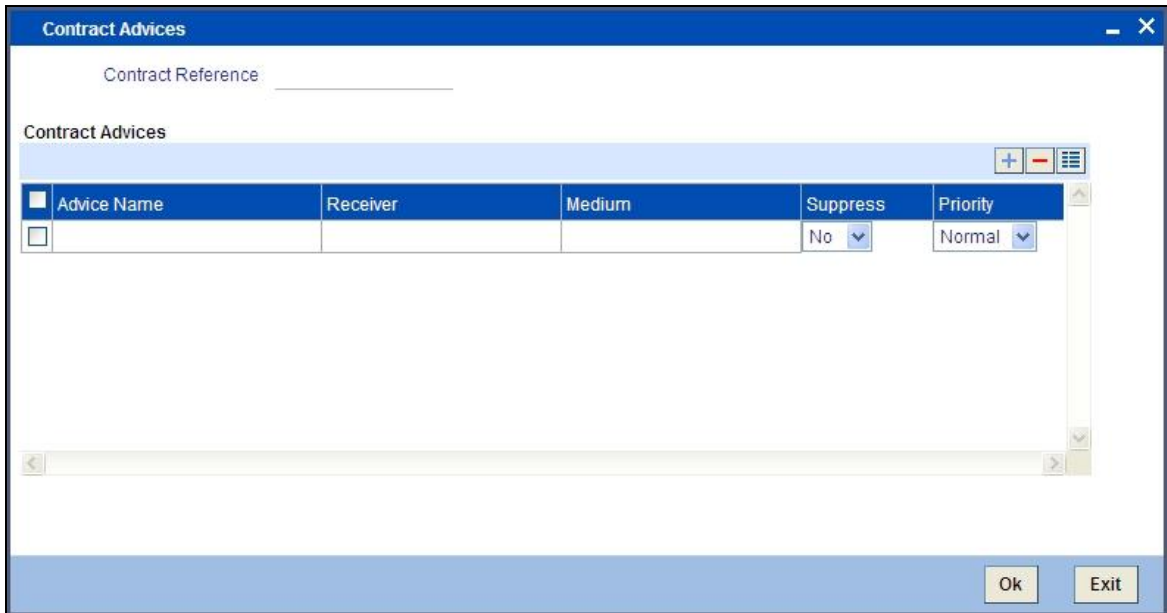 Contract Advices
Contract Reference
Contract Advices
Advice Name Receiver Medium Suppress Priority
No Normal
Ok Exit